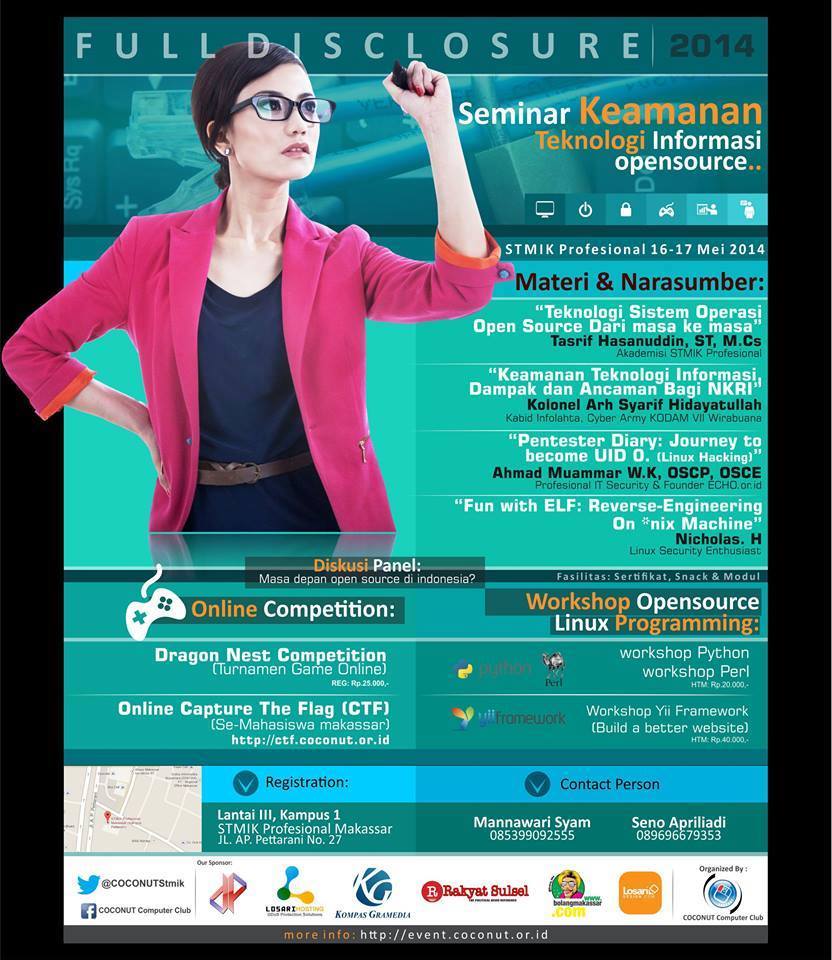 FULL DISCLOSURE 2014
Seminar Keamanan
Teknologi Informasi
opensource..
Sys Rq
STMIK Profesional 16-17 Mei 2014
Materi & Narasumber:
“Teknologi Sistem Operasi
Open Source Dari masa ke masa”
Tasrif Hasanuddin, ST, M.Cs
Akademisi STMIK Profesional
“Keamanan Teknologi Informasi,
Dampak dan Ancaman Bagi NKRI”
Kolonel Arh Syarif Hidayatullah
Kabid Infolahta, Cyber Army KODAM VII Wirabuana
“Pentester Diary: Journey to
become UID 0. (Linux Hacking)”
Ahmad Muammar W.K, OSCP, OSCE
Profesional IT Security & Founder ECHO.or.id
“Fun with ELF: Reverse-Engineering
On *nix Machine”
Nicholas. H
Linux Security Enthusiast
Diskusi Panel:
Masa depan open source di indonesia?
Fasilitas: Sertifikat, Snack & Modul
Online Competition:
Dragon Nest Competition
(Turnamen Game Online)
REG: Rp.25.000,-
Online Capture The Flag (CTF)
(Se-Mahasiswa makassar)
http://ctf.coconut.or.id
Workshop Opensource
Linux Programming:
python
Perl
workshop Python
workshop Perl
HTM: Rp.20.000,-
yiiframework
Workshop Yii Framework
(Build a better website)
HTM: Rp.40.000,-
Registration:
Lantai III, Kampus 1
STMIK Profesional Makassar
JL. AP. Pettarani No. 27
Contact Person
Mannawari Syam
085399092555
Seno Apriliadi
089696679353
@COCONUTStmik
COCONUT Computer Club
Our Sponsor:
LOSARIHOSTING
DDoS Protection Solutions
KG
KOMPAS GRAMEDIA
R Rakyat Sulsel
www.
bolangmakassar
.com
Losari
Organized By :
COCONUT Computer Club
more info: http://event.coconut.or.id